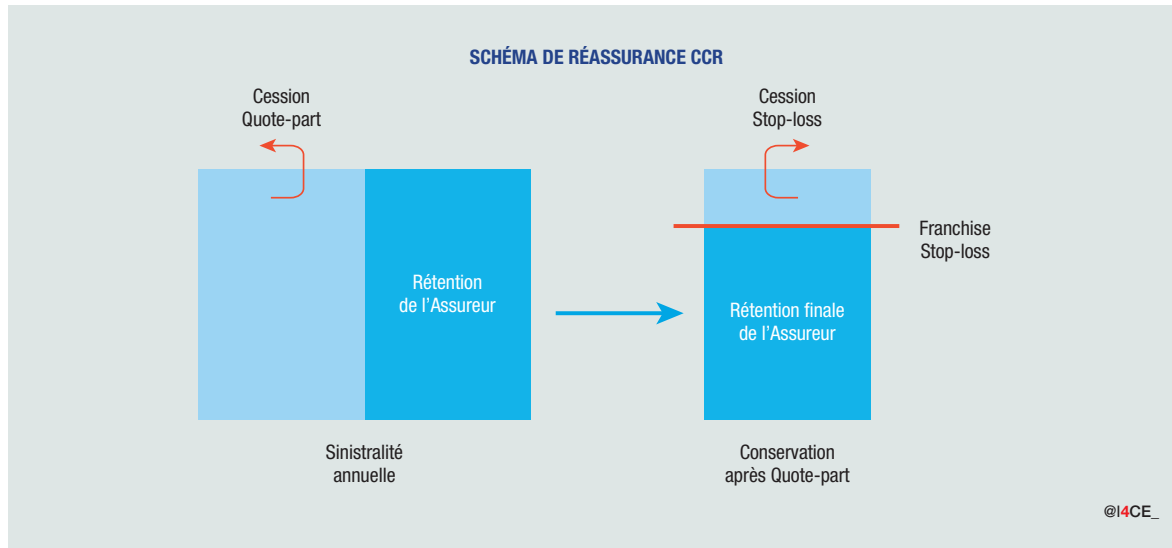 SCHÉMA DE RÉASSURANCE CCR
Cession
Quote-part
Cession
Stop-loss
Franchise
Stop-loss
Rétention
de l'Assureur
Rétention finale
de l'Assureur
Sinistralité
annuelle
Conservation
après Quote-part
@I4CE_